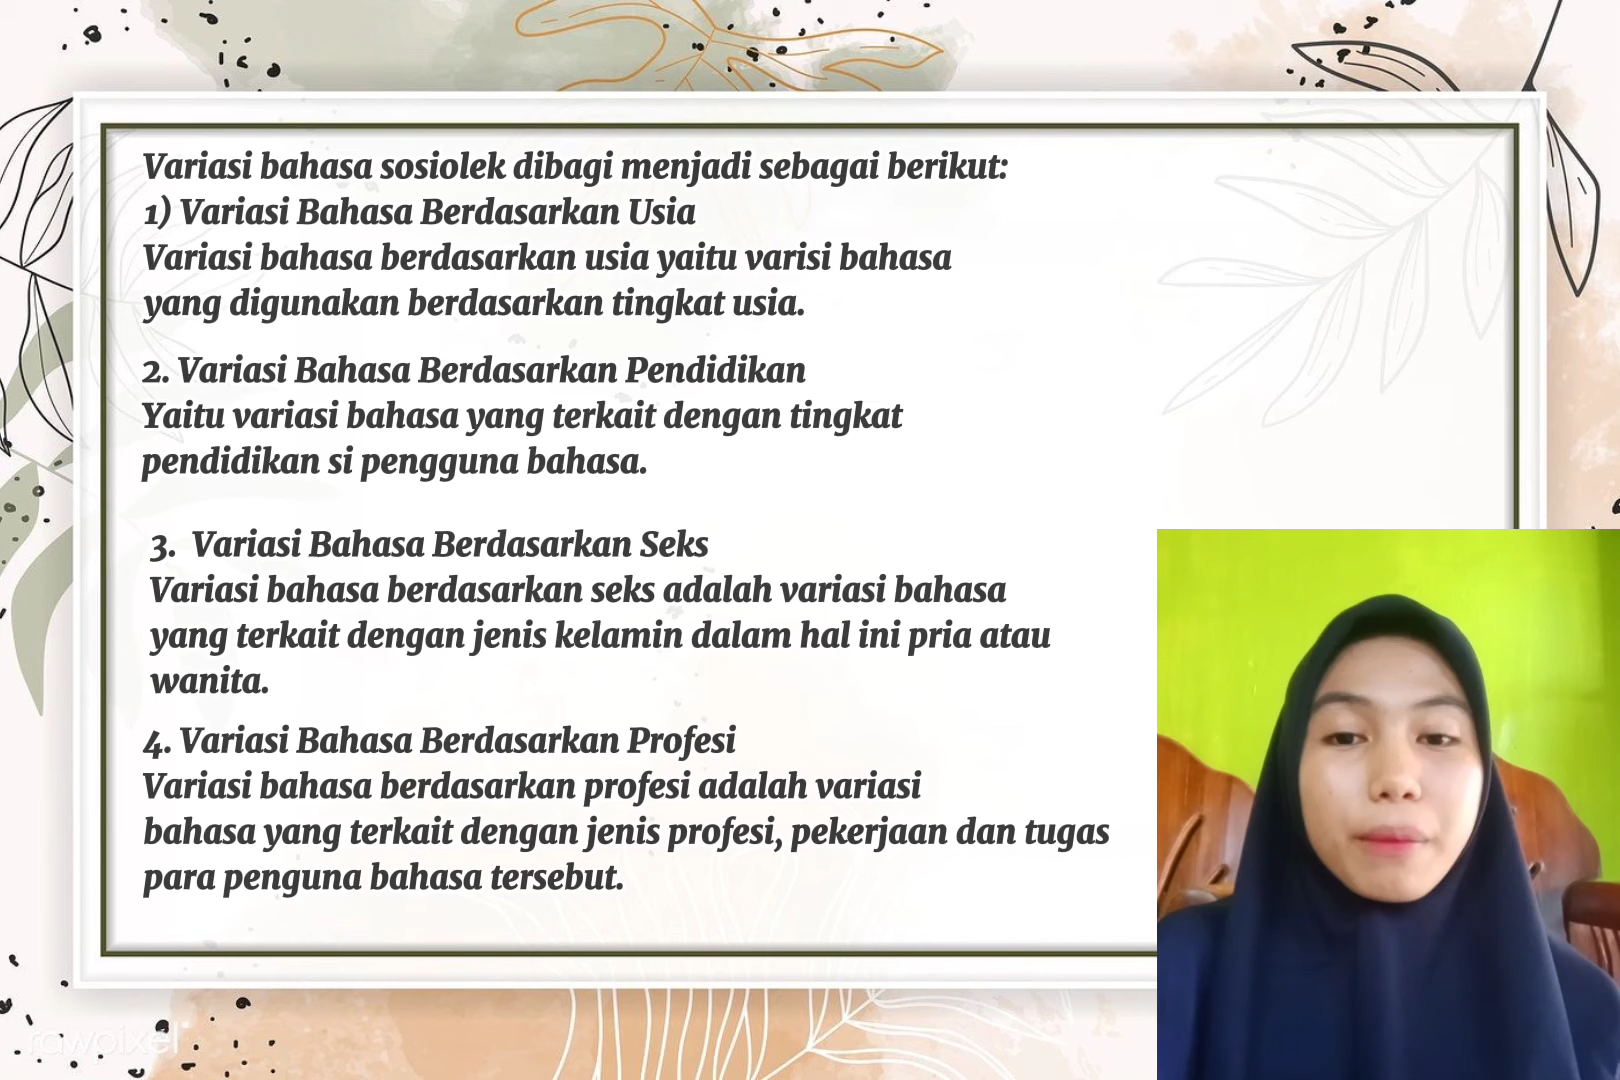 Variasi bahasa sosiolek dibagi menjadi sebagai berikut:
1) Variasi Bahasa Berdasarkan Usia
Variasi bahasa berdasarkan usia yaitu varisi bahasa
yang digunakan berdasarkan tingkat usia.
2. Variasi Bahasa Berdasarkan Pendidikan
Yaitu variasi bahasa yang terkait dengan tingkat
pendidikan si pengguna bahasa.
3. Variasi Bahasa Berdasarkan Seks
Variasi bahasa berdasarkan seks adalah variasi bahasa
yang terkait dengan jenis kelamin dalam hal ini pria atau
wanita.
4. Variasi Bahasa Berdasarkan Profesi
Variasi bahasa berdasarkan profesi adalah variasi
bahasa yang terkait dengan jenis profesi, pekerjaan dan tugas
para penguna bahasa tersebut.
rawpixel